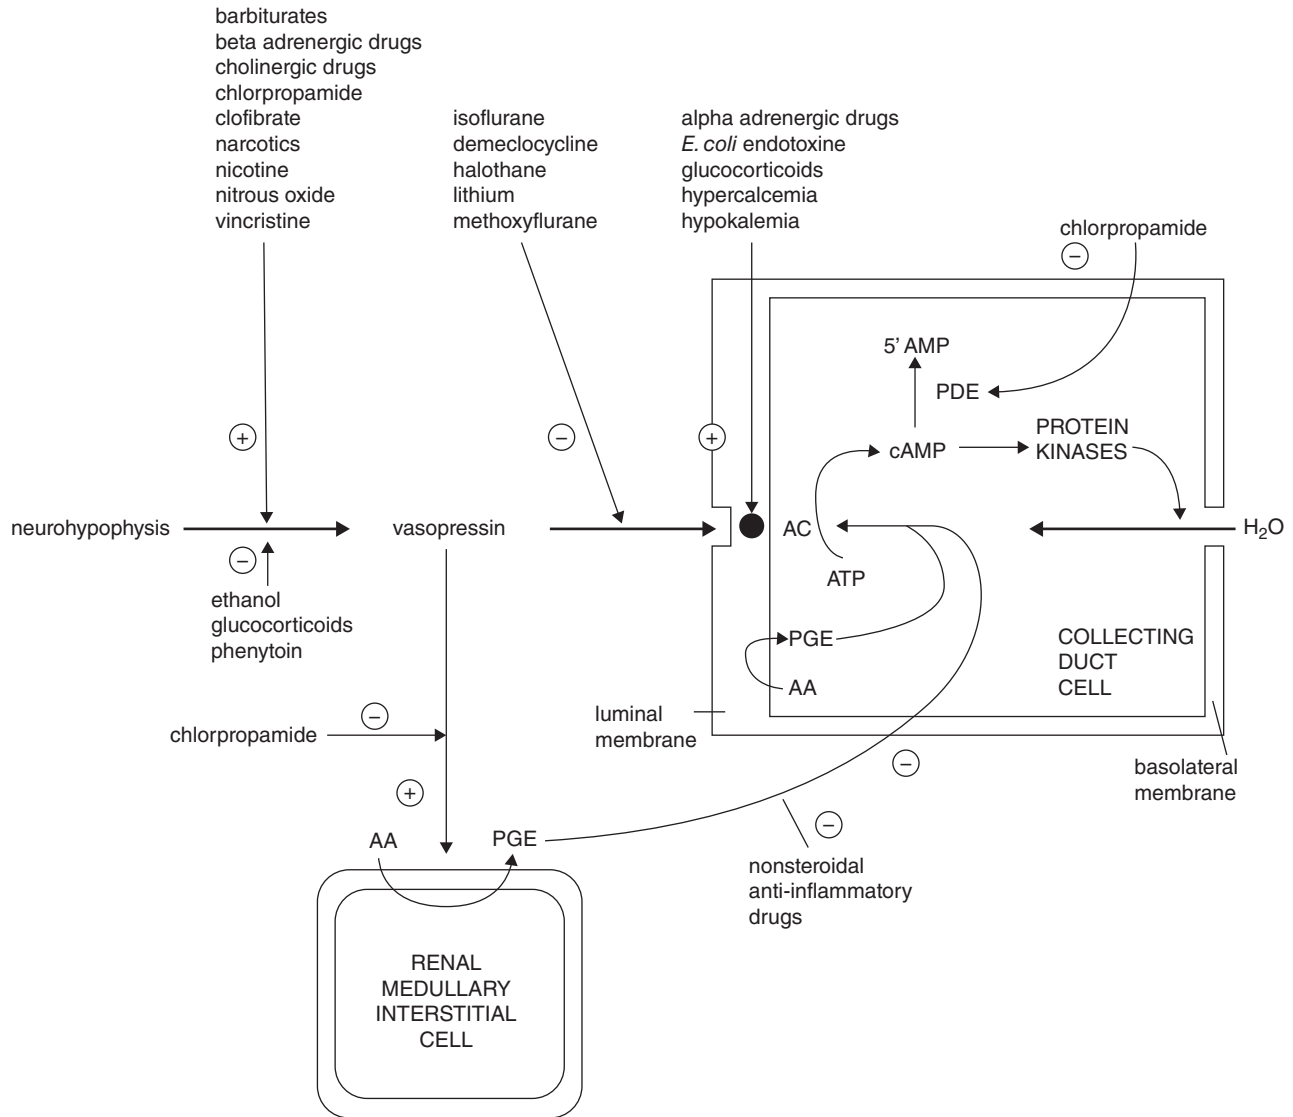 barbiturates
beta adrenergic drugs
cholinergic drugs
chlorpropamide
clofibrate
narcotics
nicotine
nitrous oxide
vincristine
isoflurane
demeclocycline
halothane
lithium
methoxyflurane
alpha adrenergic drugs
E. coli endotoxine
glucocorticoids
hypercalcemia
hypokalemia
chlorpropamide
−
5' AMP
PDE
+
−
+
cAMP
PROTEIN
KINASES
neurohypophysis
vasopressin
AC
H₂O
−
ATP
ethanol
glucocorticoids
phenytoin
PGE
AA
COLLECTING
DUCT
CELL
luminal
membrane
chlorpropamide
−
−
basolateral
membrane
+
AA
PGE
−
nonsteroidal
anti-inflammatory
drugs
RENAL
MEDULLARY
INTERSTITIAL
CELL